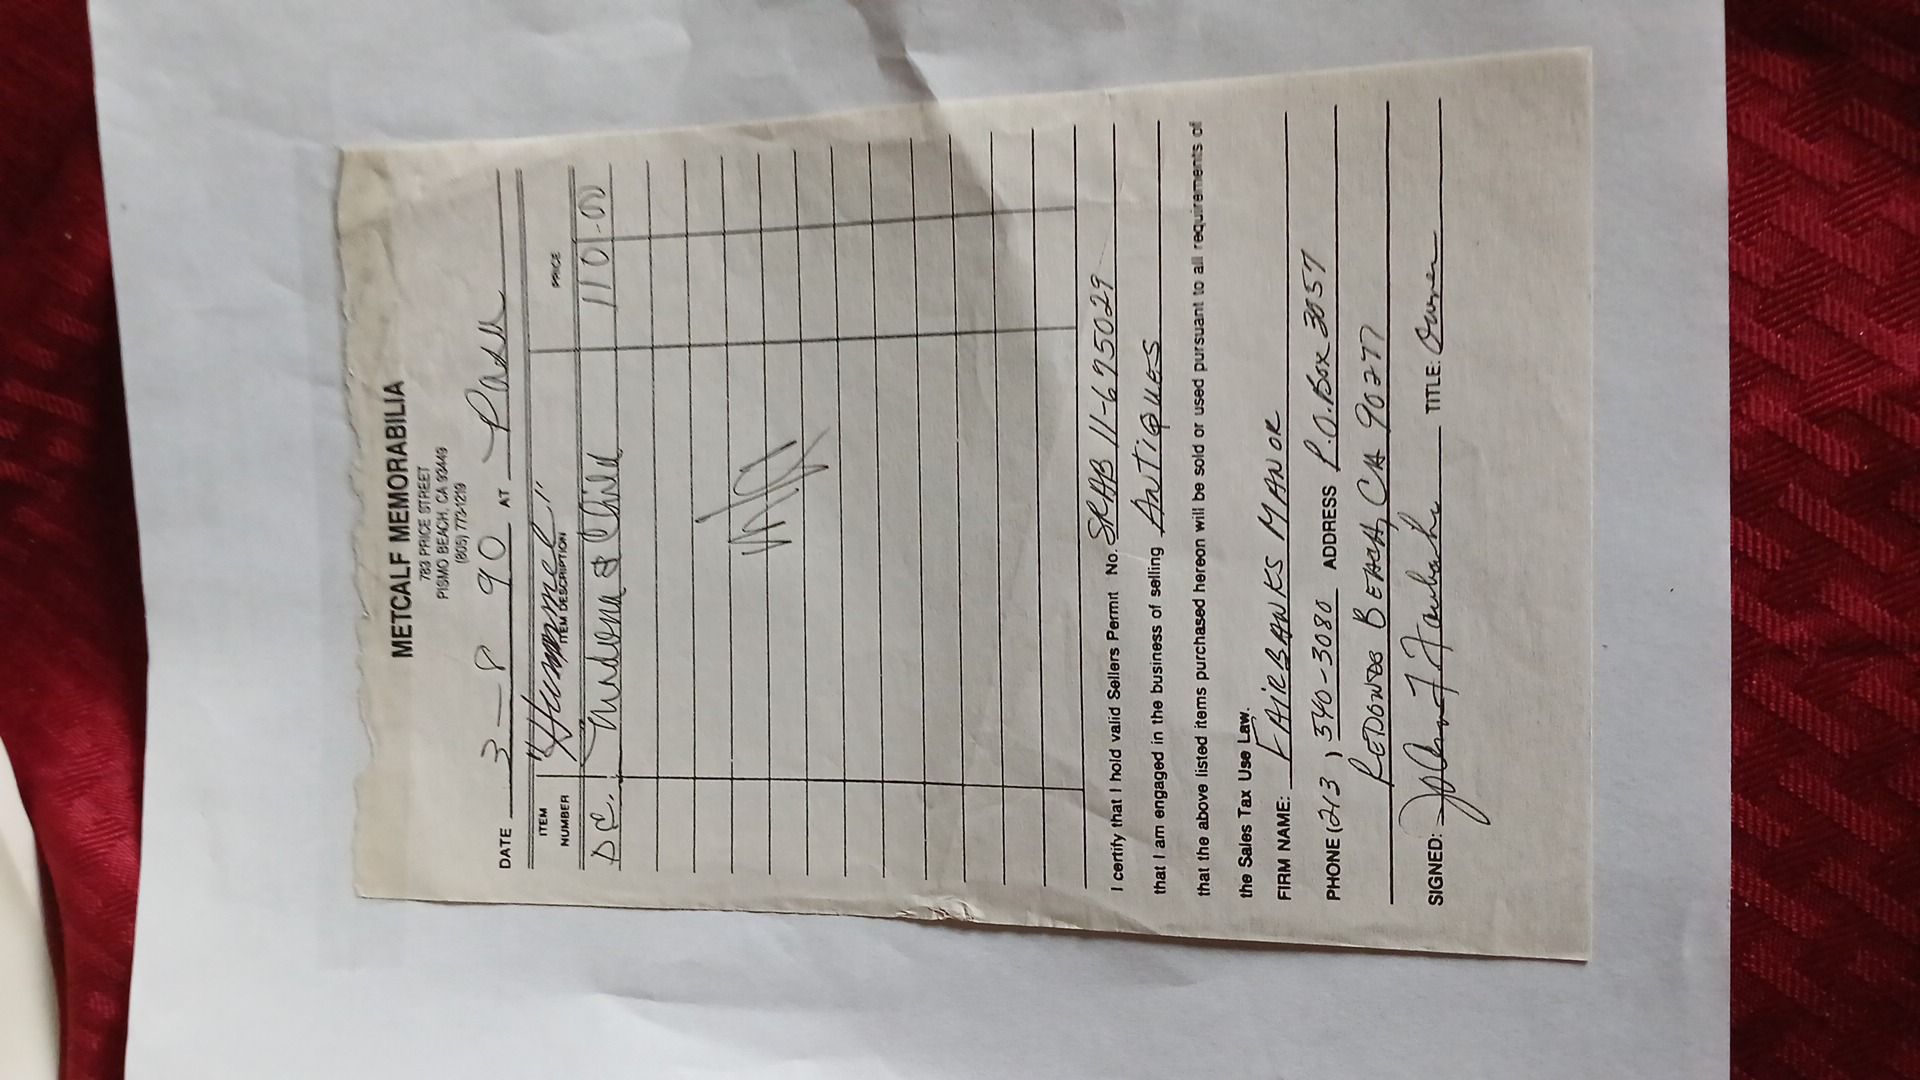 METCALF MEMORABILIA
783 PRICE STREET
PISMO BEACH, CA 93449
(805) 773-1219
DATE 3 - 8 90 AT
ITEM NUMBER "Hummel" ITEM DESCRIPTION PRICE
DC. "Madonna & Child 110.00
I certify that I hold valid Sellers Permit No. SRAB 11-695029
that I am engaged in the business of selling ANTIQUES
that the above listed items purchased hereon will be sold or used pursuant to all requirements of
the Sales Tax Use Law.
FIRM NAME: FAIRBANKS MANOR
PHONE (213) 540-3080 ADDRESS P.O. Box 3057
REDONDO BEACH, CA 90277
SIGNED: TITLE: Owner